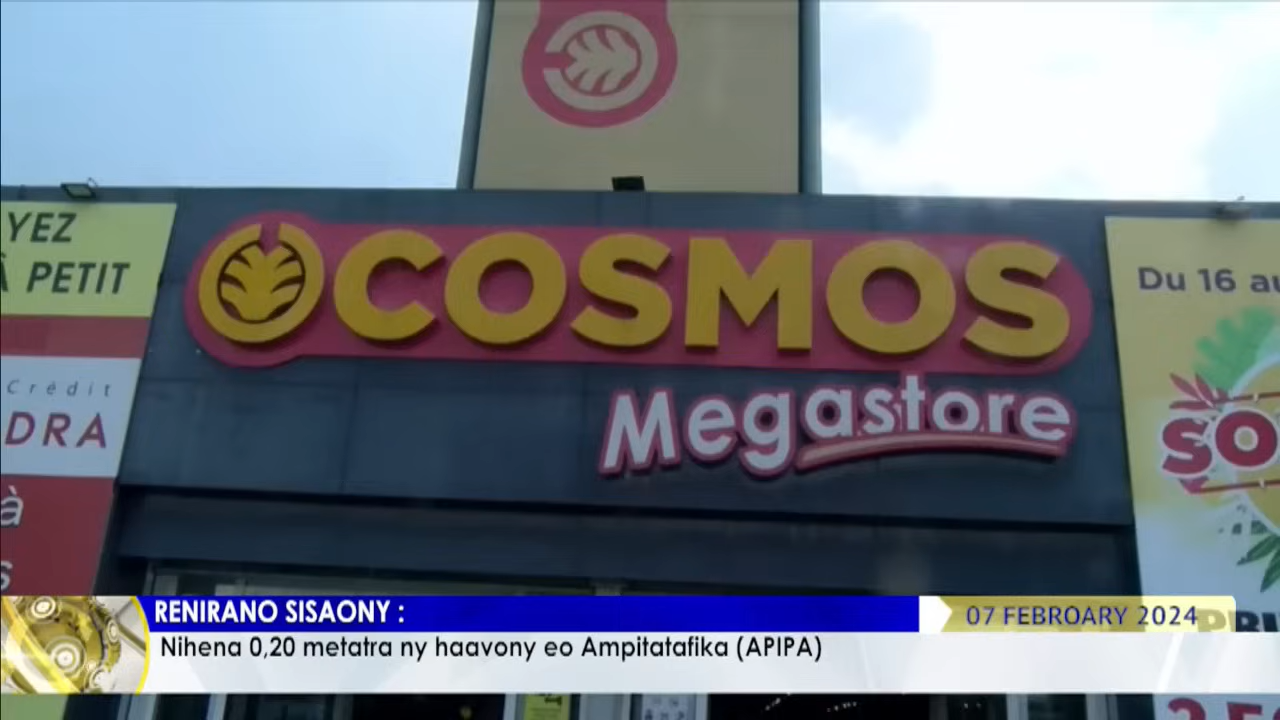 YEZ
À PETIT
Crédit
DRA
à
COSMOS
Megastore
Du 16 au
SO
RENIRANO SISAONY :
07 FEBROARY 2024
Nihena 0,20 metatra ny haavony eo Ampitatafika (APIPA)